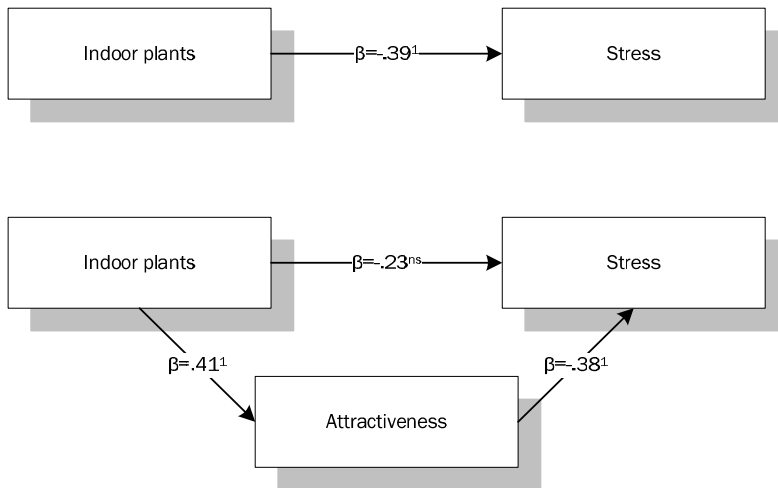 Indoor plants
β=-.39¹
Stress
Indoor plants
β=-.23ⁿˢ
Stress
β=.41¹
β=-.38¹
Attractiveness